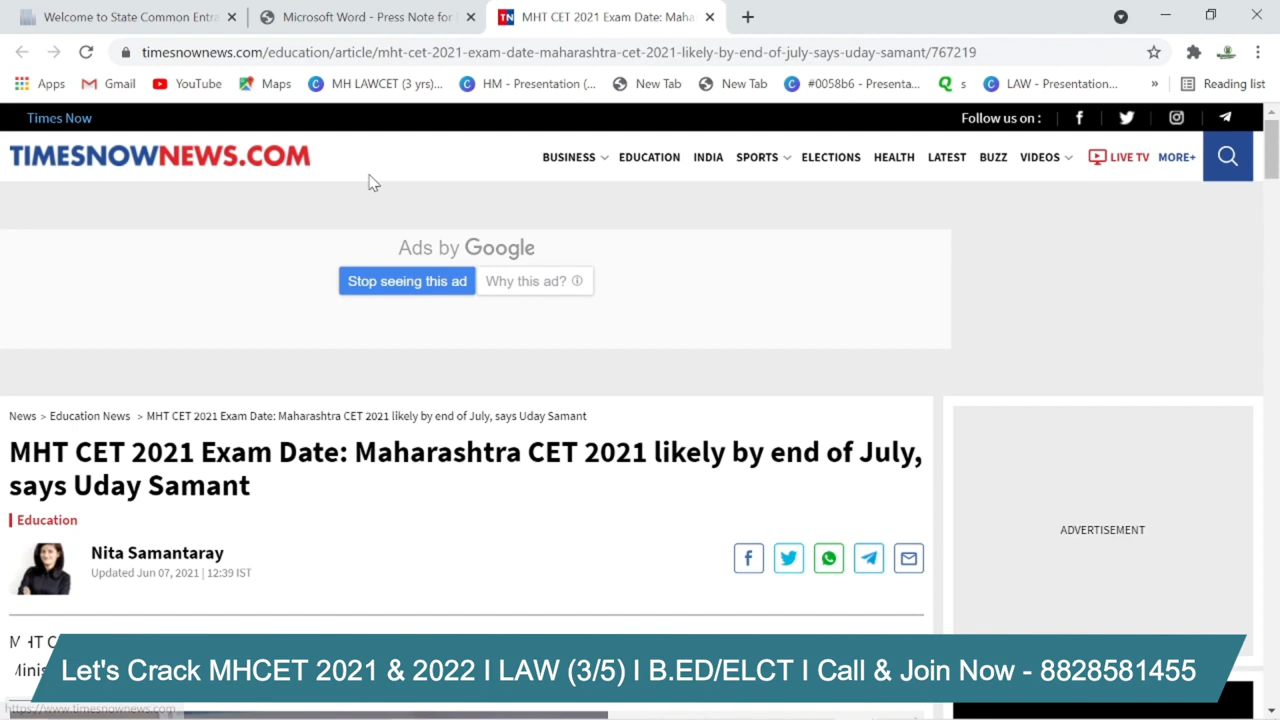 Welcome to State Common Entra
Microsoft Word - Press Note for I
TN MHT CET 2021 Exam Date: Maha
timesnownews.com/education/article/mht-cet-2021-exam-date-maharashtra-cet-2021-likely-by-end-of-july-says-uday-samant/767219
Apps Gmail YouTube Maps MH LAWCET (3 yrs)... HM - Presentation (... New Tab New Tab #0058b6 - Presenta... s LAW - Presentation... » Reading list
Times Now Follow us on :
TIMESNOWNEWS.COM BUSINESS EDUCATION INDIA SPORTS ELECTIONS HEALTH LATEST BUZZ VIDEOS LIVE TV MORE+
Ads by Google
Stop seeing this ad Why this ad?
News > Education News > MHT CET 2021 Exam Date: Maharashtra CET 2021 likely by end of July, says Uday Samant
MHT CET 2021 Exam Date: Maharashtra CET 2021 likely by end of July,
says Uday Samant
Education
Nita Samantaray
Updated Jun 07, 2021 | 12:39 IST
ADVERTISEMENT
Let's Crack MHCET 2021 & 2022 I LAW (3/5) I B.ED/ELCT I Call & Join Now - 8828581455
https://www.timesnownews.com